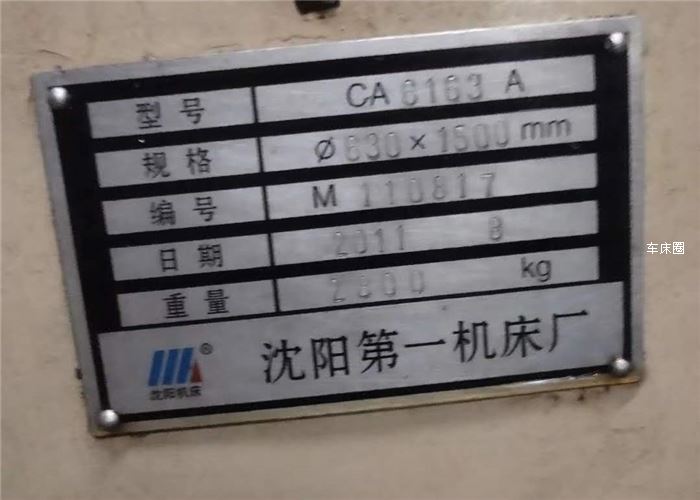 型号 CA 6163 A
规格 Ø 630 × 1500 mm
编号 M 110817
日期 2011 8
重量 2800 kg
沈阳第一机床厂
®
沈阳机床
车床圈